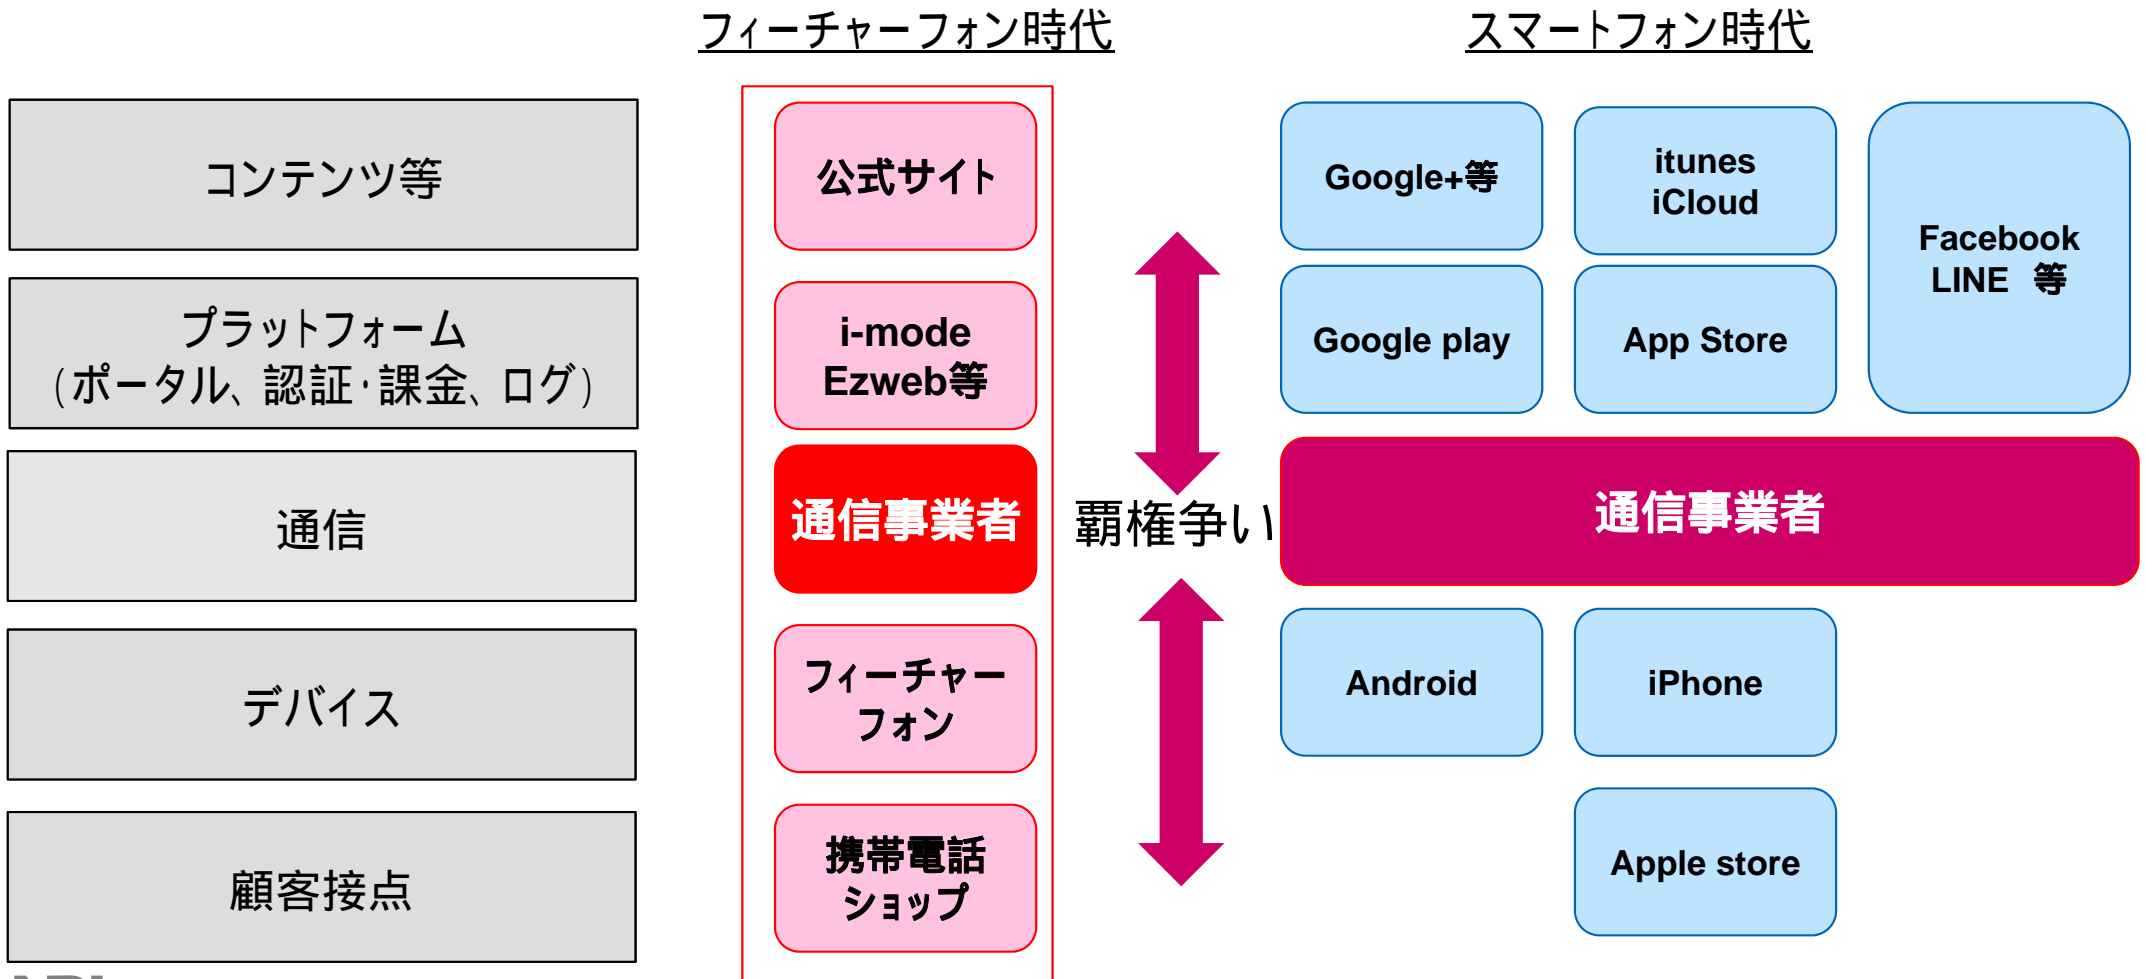 フィーチャーフォン時代
スマートフォン時代
コンテンツ等
公式サイト
Google+等
itunes
iCloud
Facebook
LINE 等
プラットフォーム
(ポータル、認証・課金、ログ)
i-mode
Ezweb等
Google play
App Store
通信
通信事業者
覇権争い
通信事業者
デバイス
フィーチャー
フォン
Android
iPhone
顧客接点
携帯電話
ショップ
Apple store